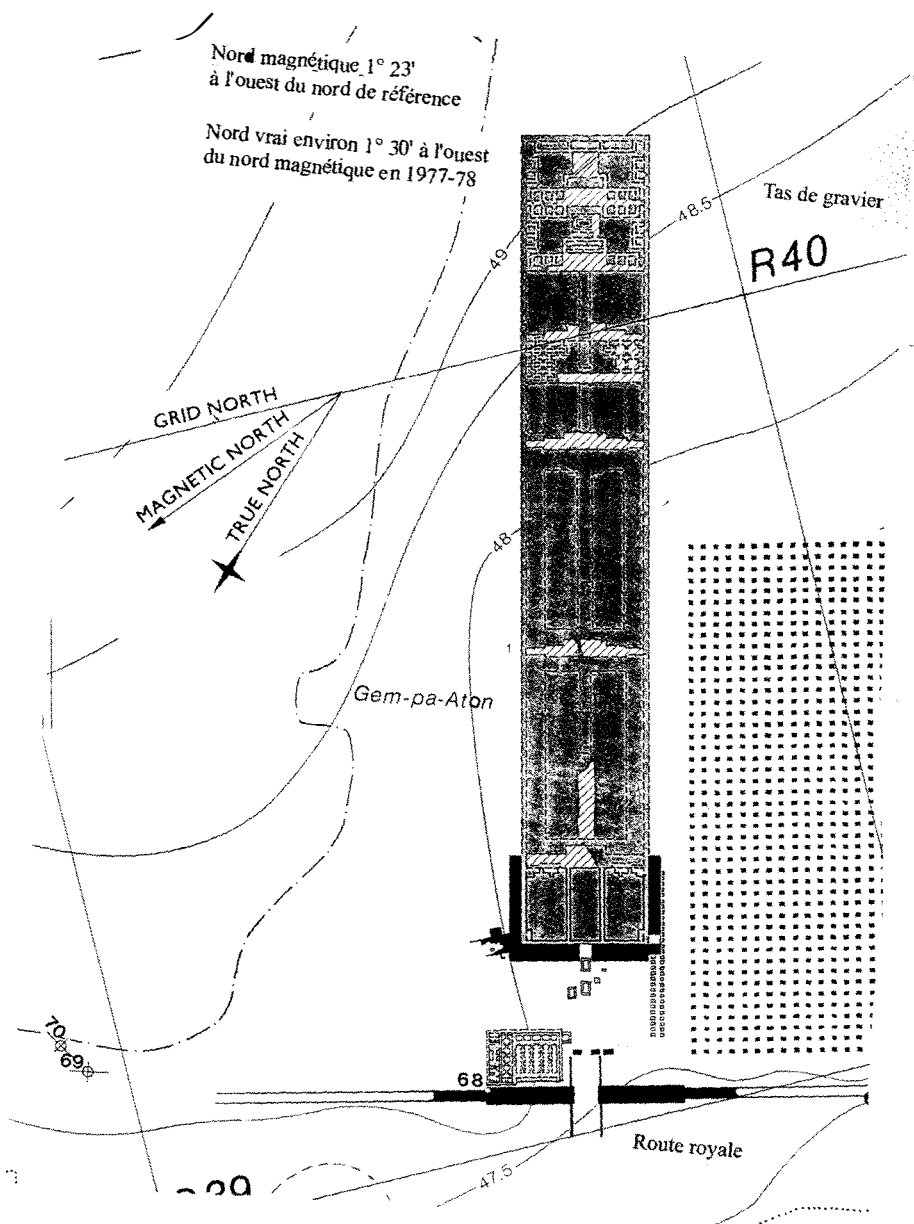 Nord magnétique 1° 23'
à l'ouest du nord de référence
Nord vrai environ 1° 30' à l'ouest
du nord magnétique en 1977-78
Tas de gravier
48.5
49
R40
GRID NORTH
MAGNETIC NORTH
TRUE NORTH
48
1
Gem-pa-Aton
70
69
68
Route royale
47.5